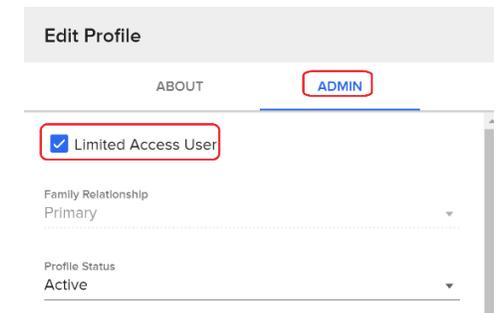 Edit Profile
ABOUT ADMIN
Limited Access User
Family Relationship
Primary
Profile Status
Active